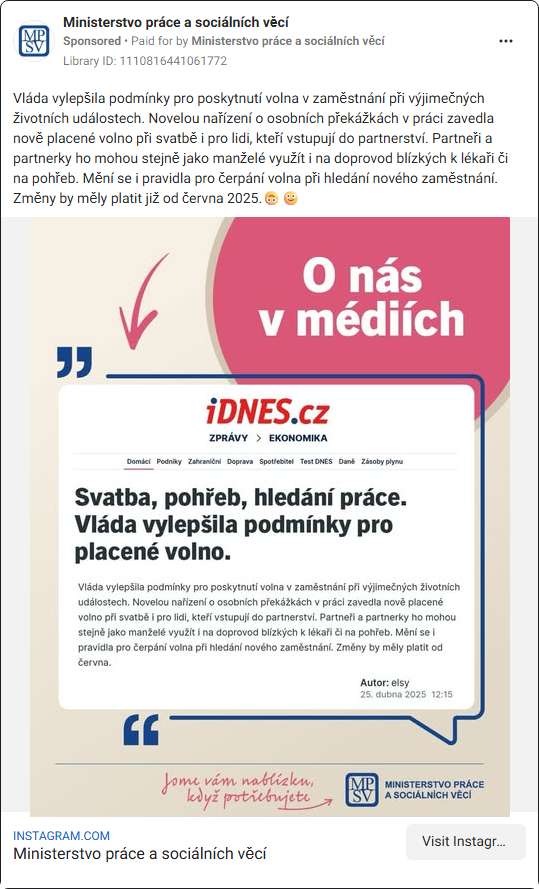 Ministerstvo práce a sociálních věcí
Sponsored • Paid for by Ministerstvo práce a sociálních věcí
Library ID: 1110816441061772
Vláda vylepšila podmínky pro poskytnutí volna v zaměstnání při výjimečných
životních událostech. Novelou nařízení o osobních překážkách v práci zavedla
nově placené volno při svatbě i pro lidi, kteří vstupují do partnerství. Partneři a
partnerky ho mohou stejně jako manželé využít i na doprovod blízkých k lékaři či
na pohřeb. Mění se i pravidla pro čerpání volna při hledání nového zaměstnání.
Změny by měly platit již od června 2025.
O nás
v médiích
iDNES.cz
ZPRÁVY > EKONOMIKA
Domácí Podniky Zahraniční Doprava Spotřebitel Test DNES Daně Zásoby plynu
Svatba, pohřeb, hledání práce.
Vláda vylepšila podmínky pro
placené volno.
Vláda vylepšila podmínky pro poskytnutí volna v zaměstnání při výjimečných životních
událostech. Novelou nařízení o osobních překážkách v práci zavedla nově placené
volno při svatbě i pro lidi, kteří vstupují do partnerství. Partneři a partnerky ho mohou
stejně jako manželé využít i na doprovod blízkých k lékaři či na pohřeb. Mění se i
pravidla pro čerpání volna při hledání nového zaměstnání. Změny by měly platit od
června.
Autor: elsy
25. dubna 2025 12:15
Jsme vám nablízku,
když potřebujete
MPSV
MINISTERSTVO PRÁCE
A SOCIÁLNÍCH VĚCÍ
INSTAGRAM.COM
Ministerstvo práce a sociálních věcí
Visit Instagr...